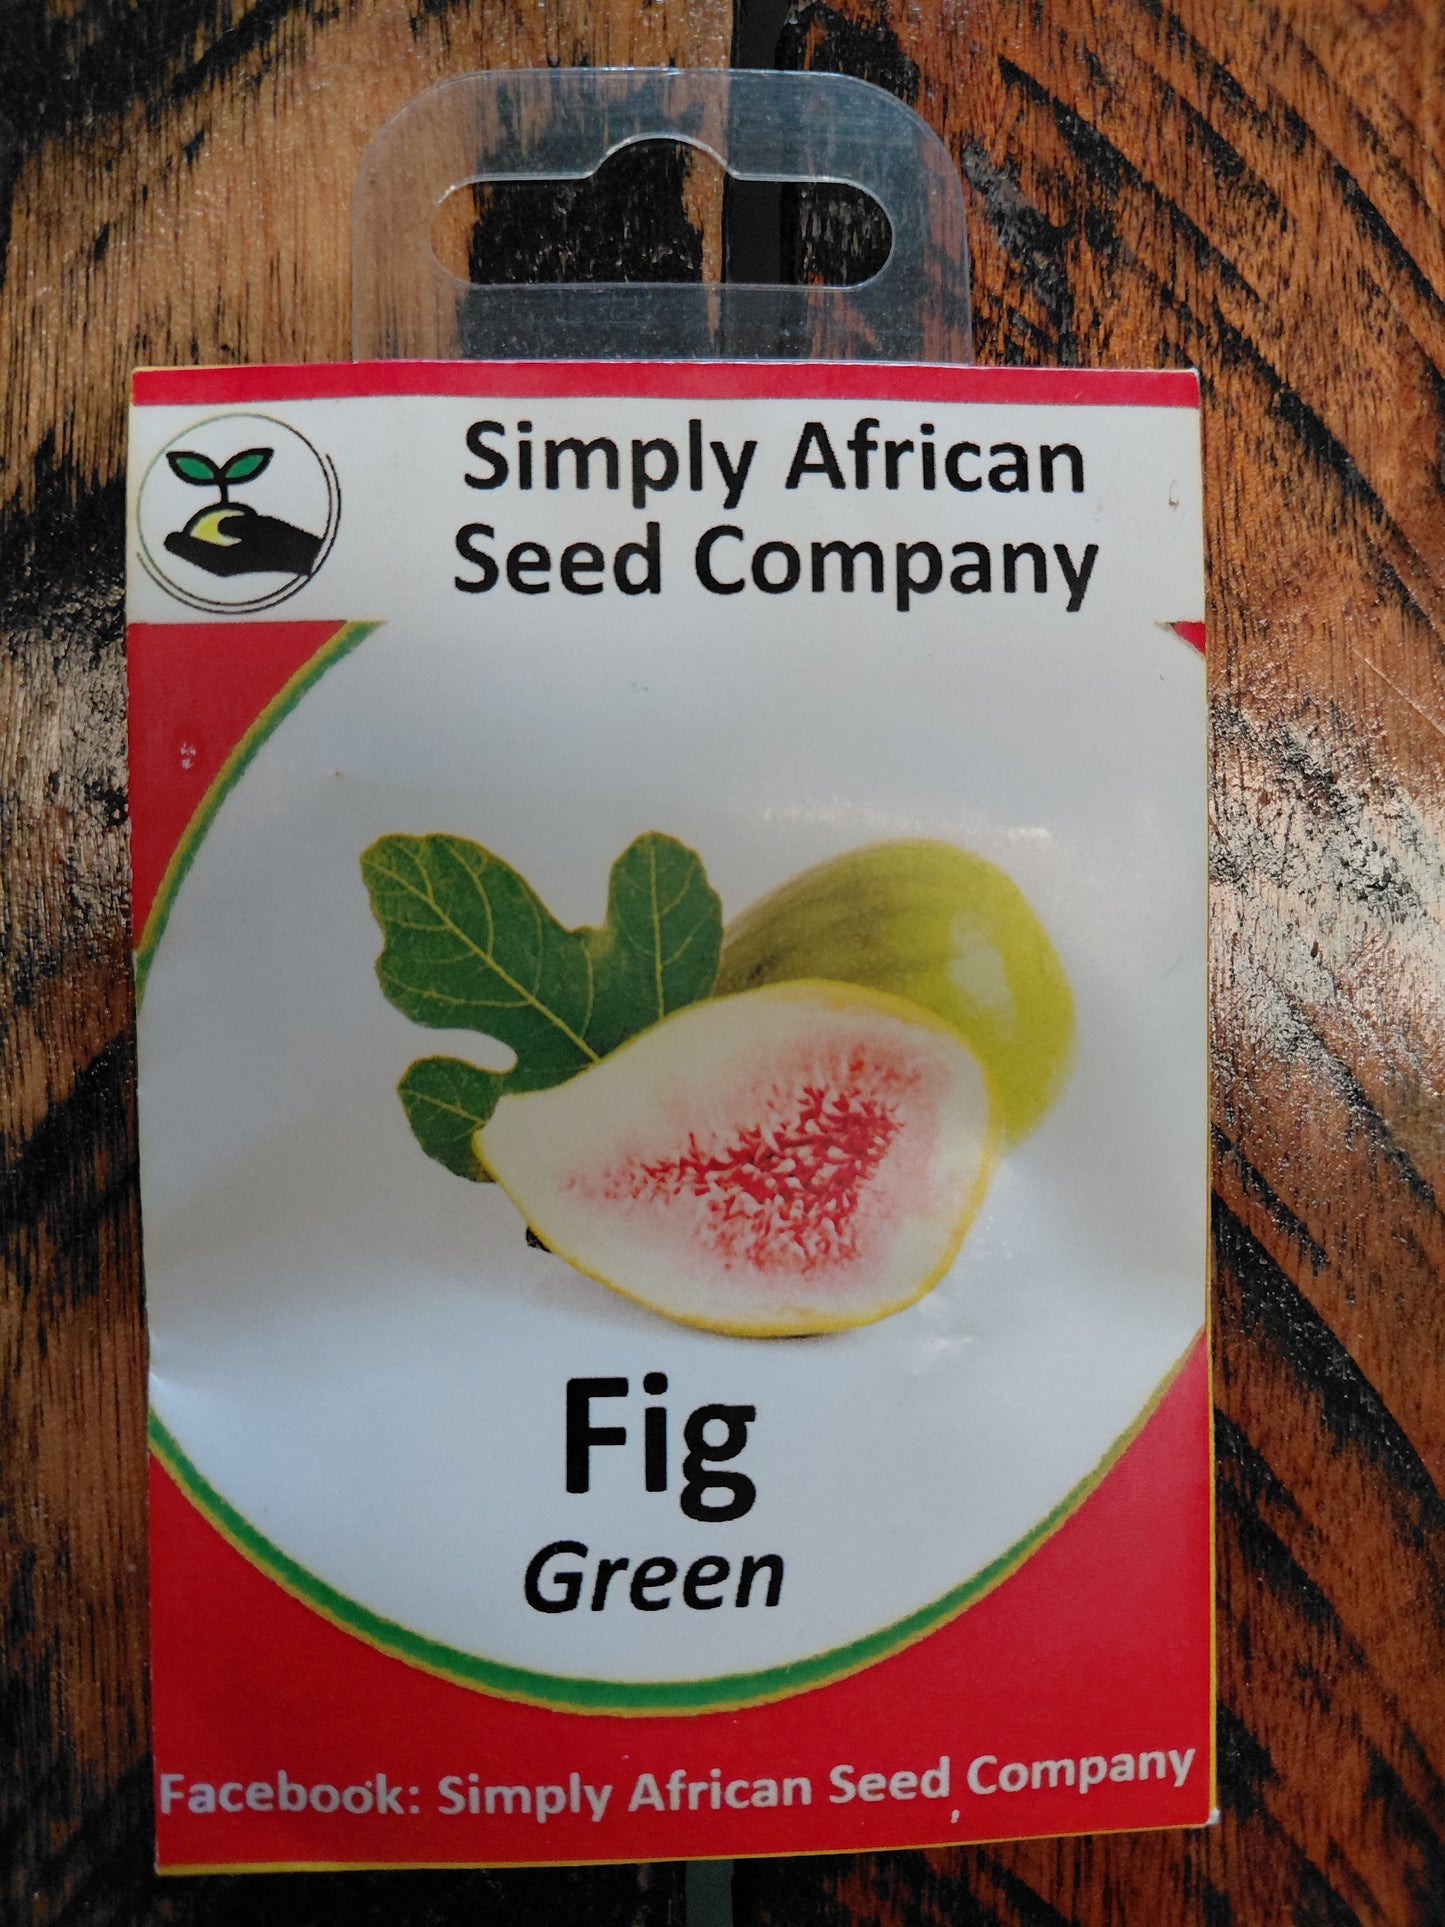 Simply African
Seed Company
Fig
Green
Facebook: Simply African Seed Company